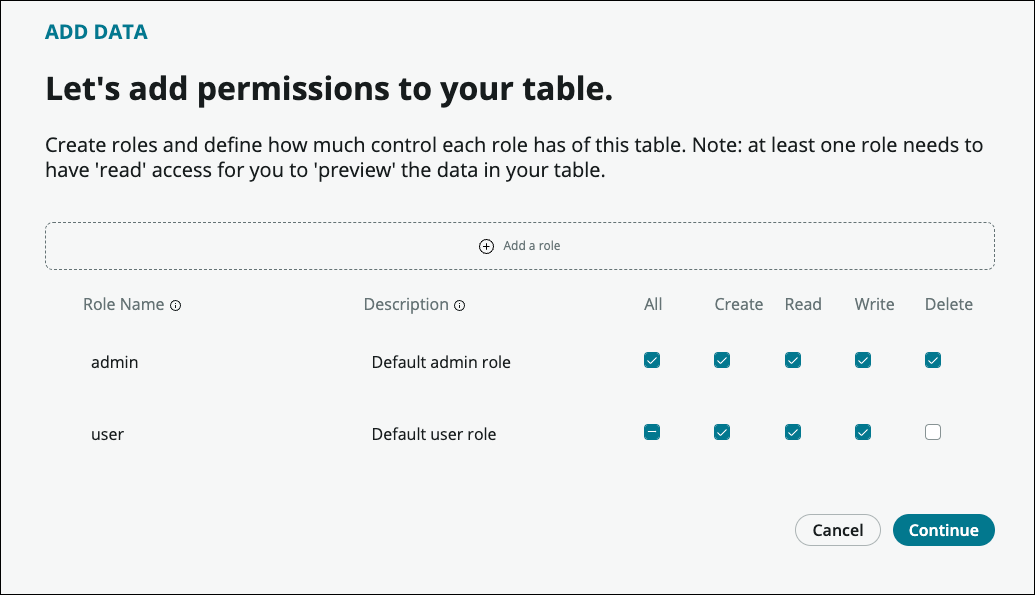 ADD DATA
Let's add permissions to your table.
Create roles and define how much control each role has of this table. Note: at least one role needs to
have 'read' access for you to 'preview' the data in your table.
Add a role
Role Name Description All Create Read Write Delete
admin Default admin role
user Default user role
Cancel Continue